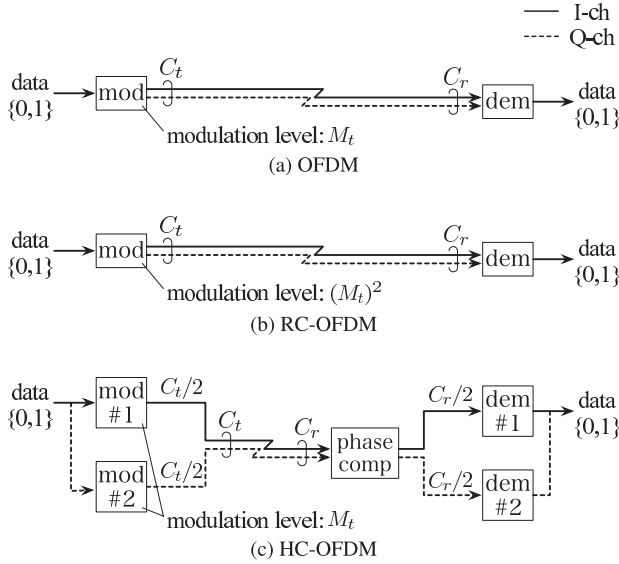 I-ch
Q-ch
data
{0,1}
mod
C_t
C_r
dem
data
{0,1}
modulation level: M_t
(a) OFDM
data
{0,1}
mod
C_t
C_r
dem
data
{0,1}
modulation level: (M_t)^2
(b) RC-OFDM
data
{0,1}
mod
#1
C_t/2
C_t
C_r
phase
comp
C_r/2
dem
#1
data
{0,1}
mod
#2
C_t/2
C_r/2
dem
#2
modulation level: M_t
(c) HC-OFDM